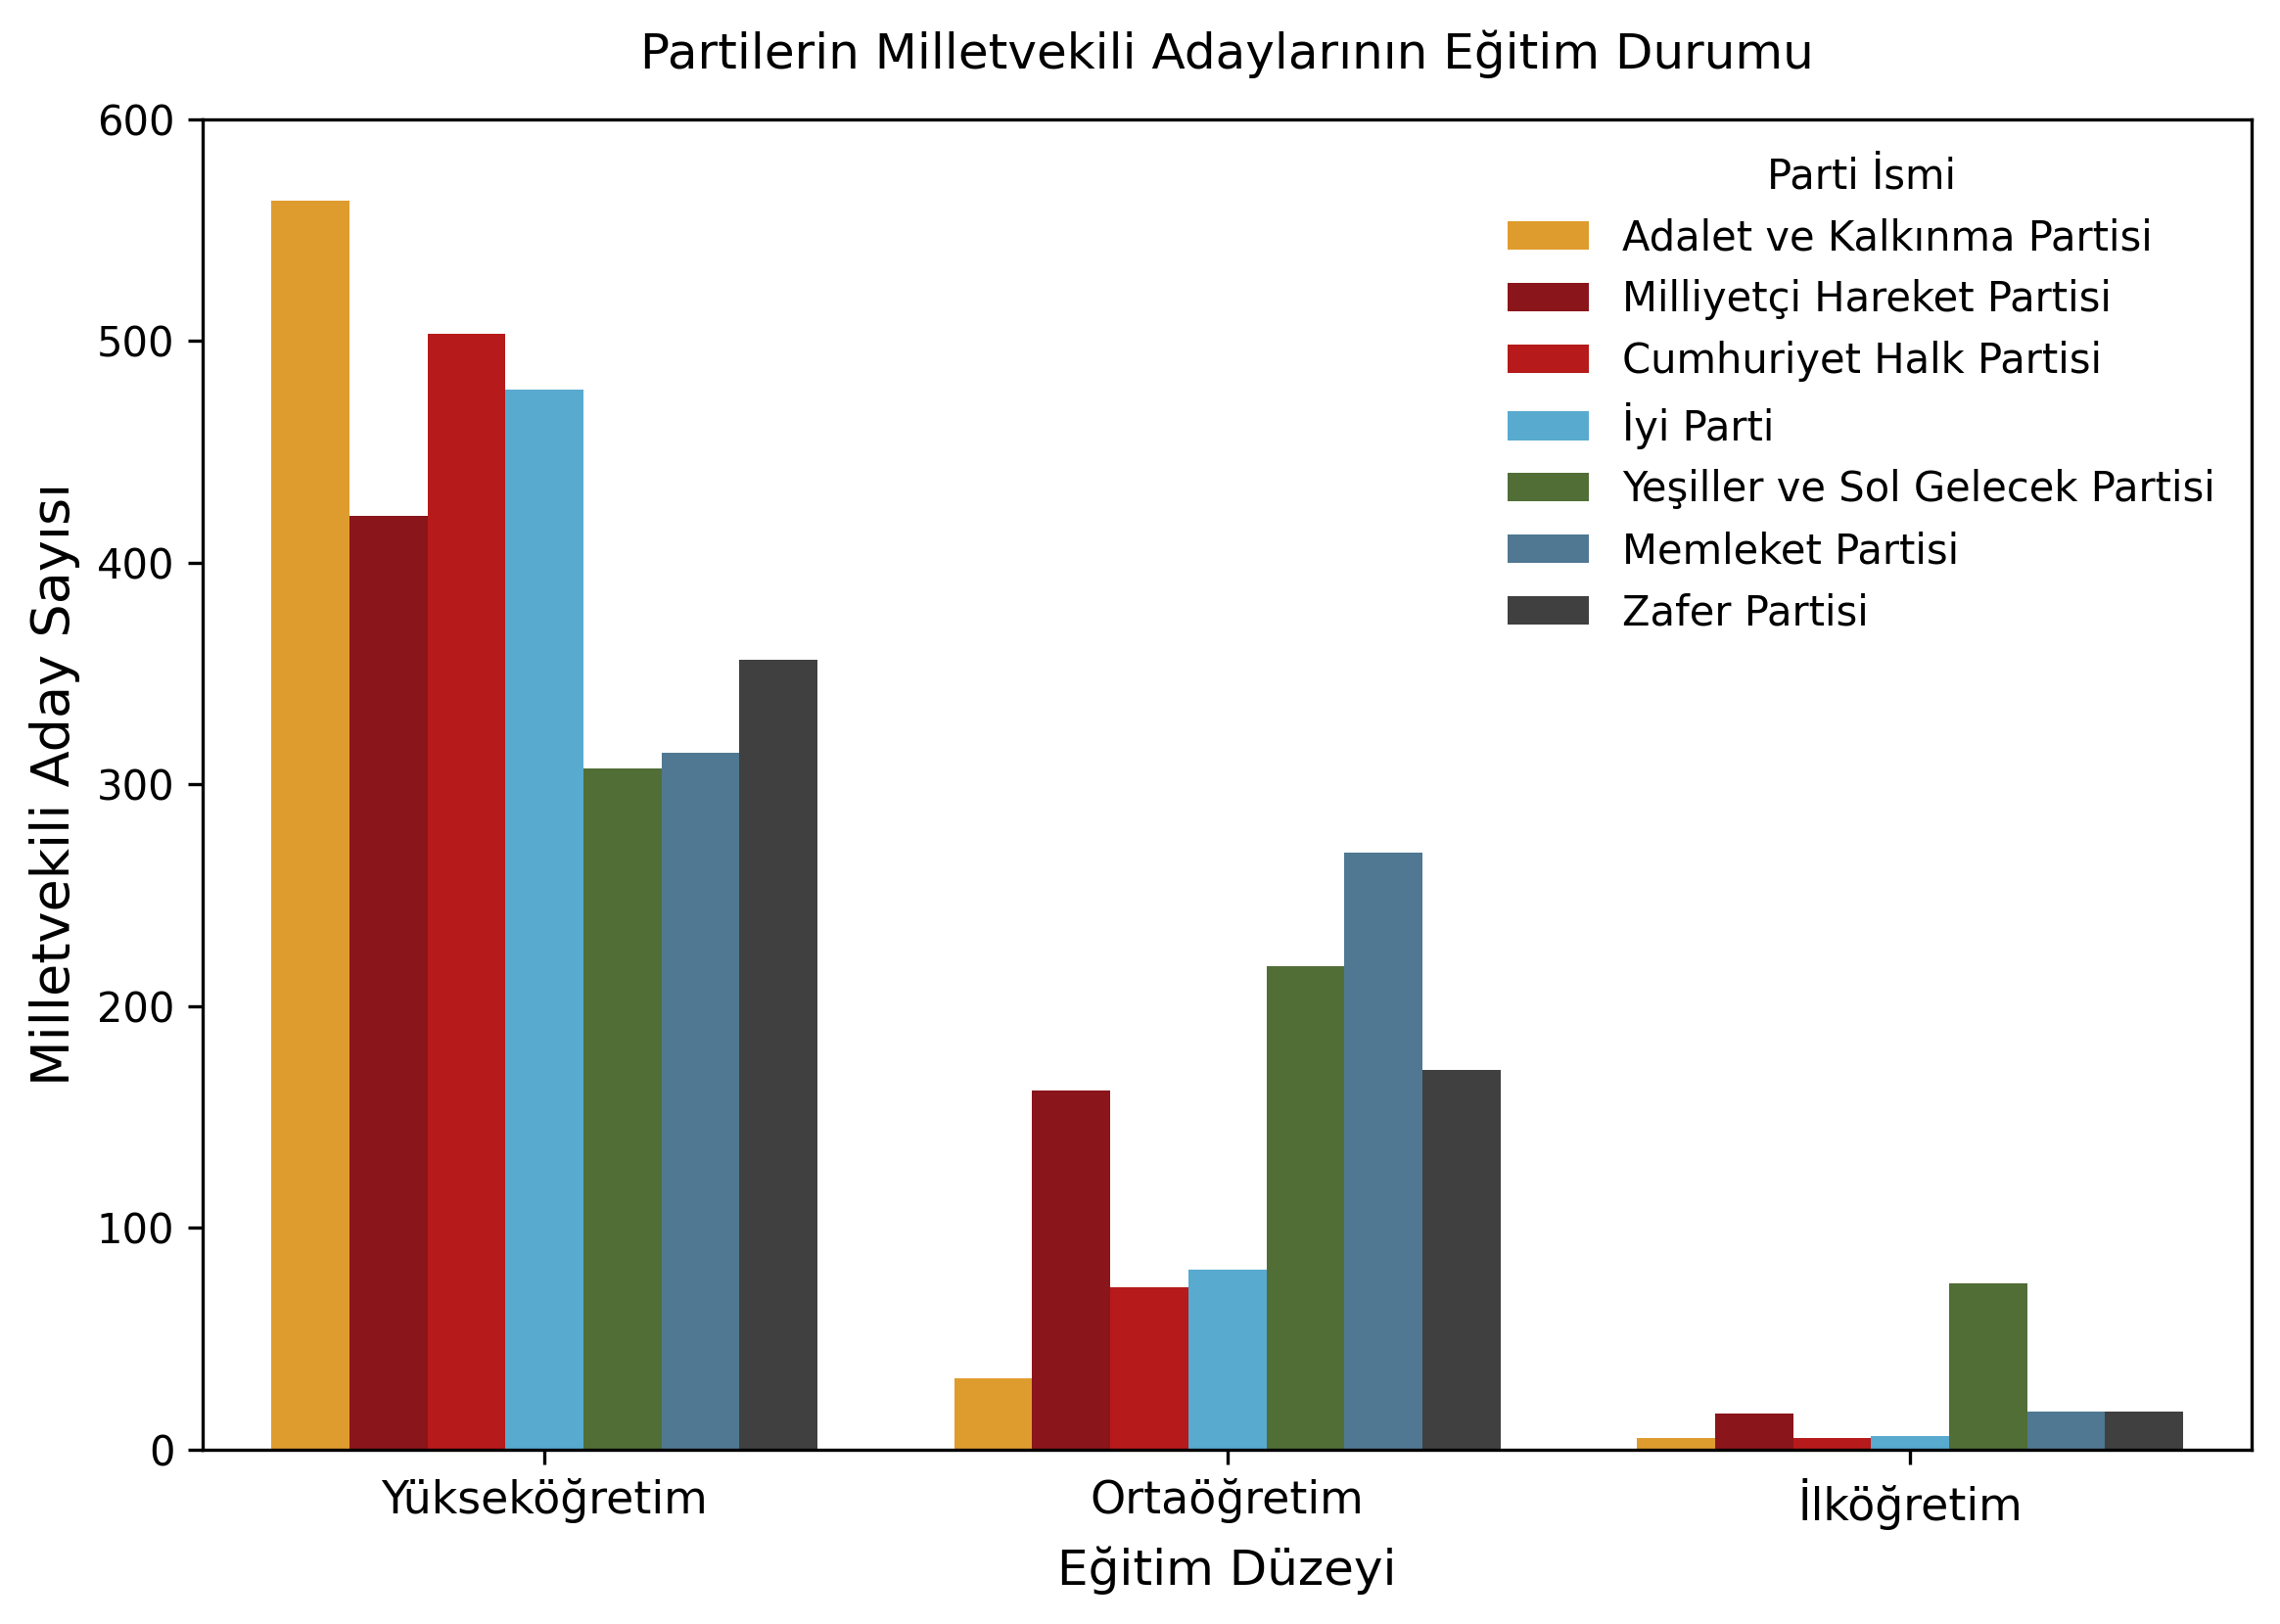 Partilerin Milletvekili Adaylarının Eğitim Durumu
Milletvekili Aday Sayısı
600
500
400
300
200
100
0
Parti İsmi
Adalet ve Kalkınma Partisi
Milliyetçi Hareket Partisi
Cumhuriyet Halk Partisi
İyi Parti
Yeşiller ve Sol Gelecek Partisi
Memleket Partisi
Zafer Partisi
Yükseköğretim
Ortaöğretim
İlköğretim
Eğitim Düzeyi